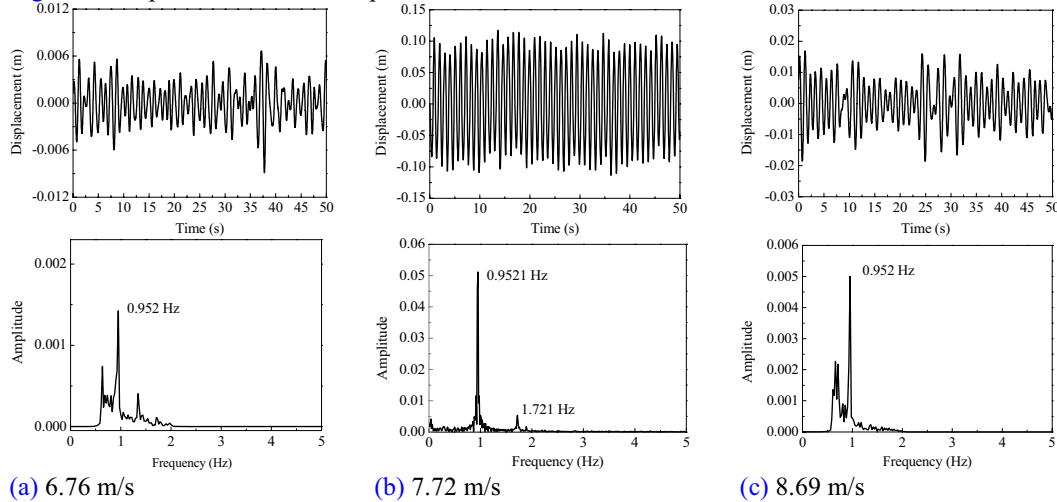 0.012
0.006
0.000
-0.006
-0.012
Displacement (m)
0 5 10 15 20 25 30 35 40 45 50
Time (s)
0.15
0.10
0.05
0.00
-0.05
-0.10
-0.15
Displacement (m)
0 10 20 30 40 50
Time (s)
0.03
0.02
0.01
0.00
-0.01
-0.02
-0.03
Displacement (m)
0 5 10 15 20 25 30 35 40 45 50
Time (s)
0.002
0.001
0.000
Amplitude
0.952 Hz
0 1 2 3 4 5
Frequency (Hz)
0.06
0.05
0.04
0.03
0.02
0.01
0.00
Amplitude
0.9521 Hz
1.721 Hz
0 1 2 3 4 5
Frequency (Hz)
0.006
0.005
0.004
0.003
0.002
0.001
0.000
Amplitude
0.952 Hz
0 1 2 3 4 5
Frequency (Hz)
(a) 6.76 m/s
(b) 7.72 m/s
(c) 8.69 m/s